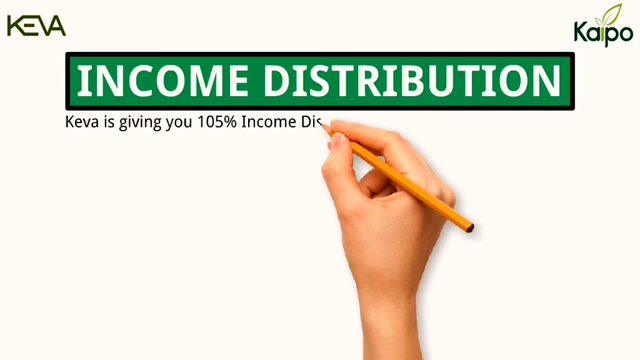 KEVA
Kaipo
INCOME DISTRIBUTION
Keva is giving you 105% Income Dis